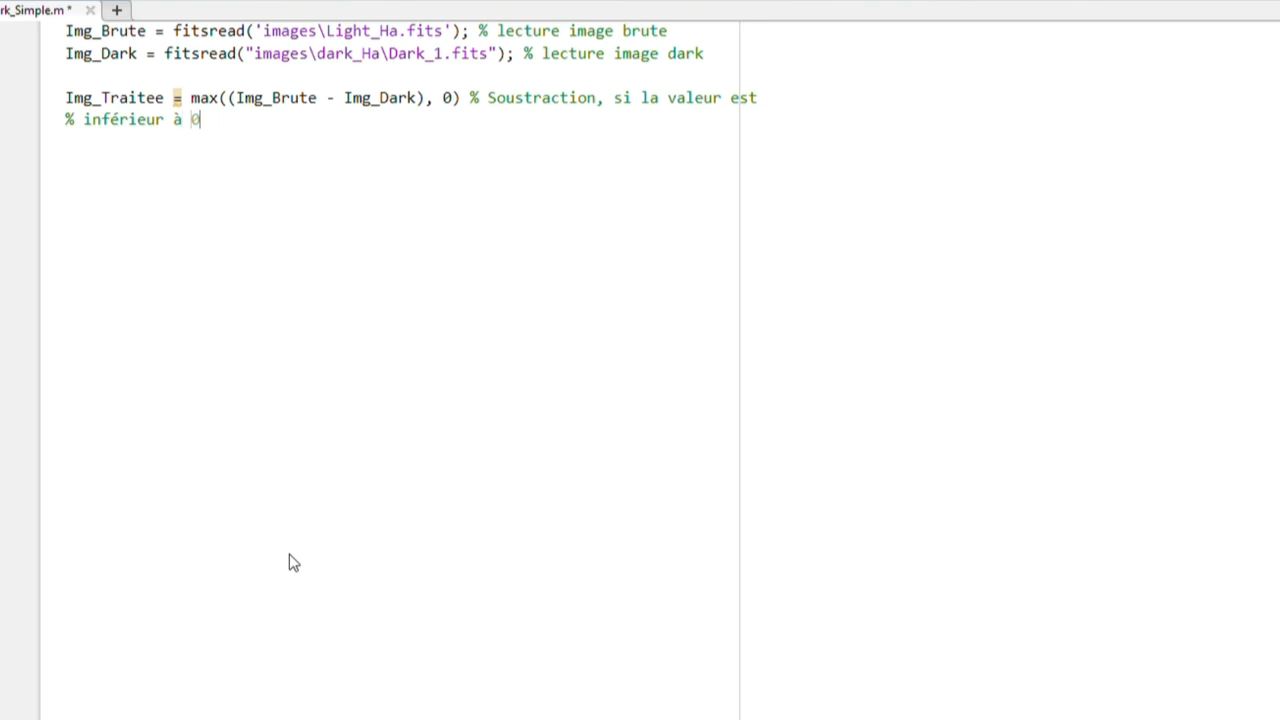 rk_Simple.m *
Img_Brute = fitsread('images\Light_Ha.fits'); % lecture image brute
Img_Dark = fitsread("images\dark_Ha\Dark_1.fits"); % lecture image dark
Img_Traitee = max((Img_Brute - Img_Dark), 0) % Soustraction, si la valeur est
% inférieur à 0